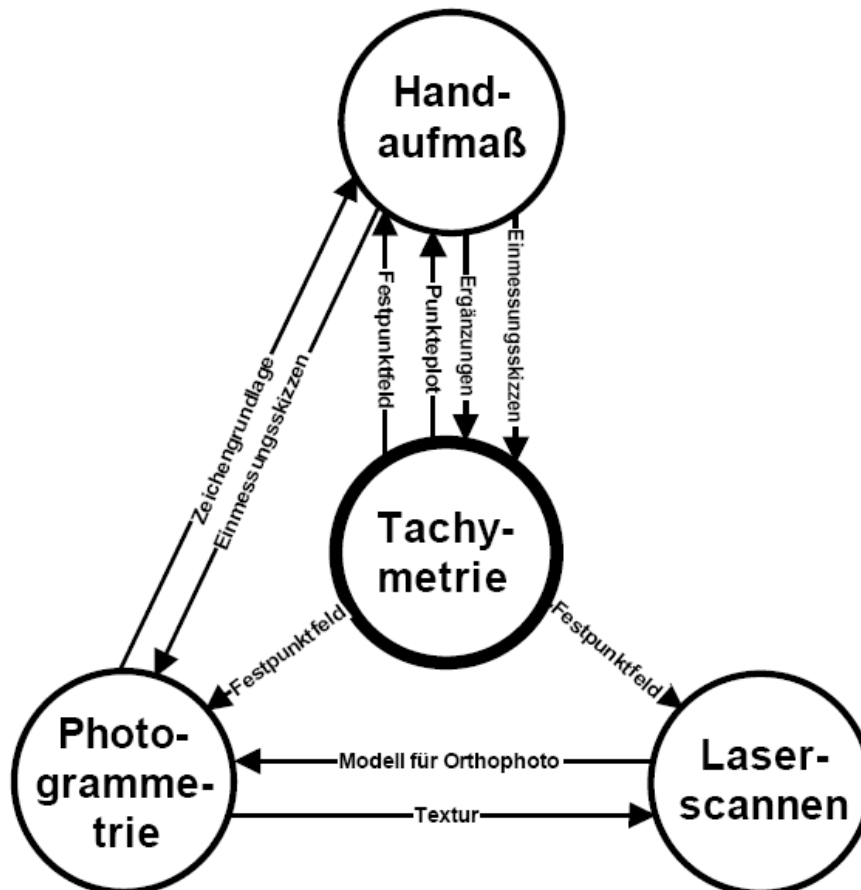 Hand-
aufmaß
Festpunktfeld
Punkteplot
Ergänzungen
Einmessungsskizzen
Zeichengrundlage
Einmessungsskizzen
Tachy-
metrie
Festpunktfeld
Festpunktfeld
Photo-
gramme-
trie
Modell für Orthophoto
Textur
Laser-
scannen